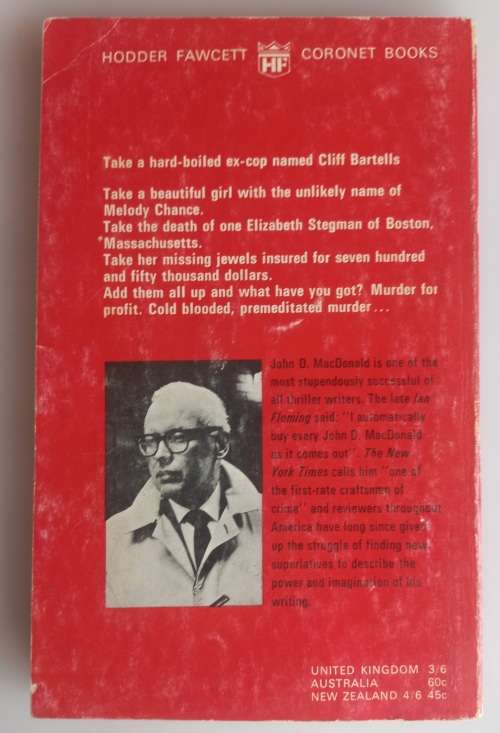 HODDER FAWCETT HF CORONET BOOKS
Take a hard-boiled ex-cop named Cliff Bartells
Take a beautiful girl with the unlikely name of
Melody Chance.
Take the death of one Elizabeth Stegman of Boston,
Massachusetts.
Take her missing jewels insured for seven hundred
and fifty thousand dollars.
Add them all up and what have you got? Murder for
profit. Cold blooded, premeditated murder...
John D. MacDonald is one of the
most stupendously successful of
all thriller writers. The late Ian
Fleming said: "I automatically
buy every John D. MacDonald
as it comes out". The New
York Times calls him "one of
the first-rate craftsmen of
crime" and reviewers throughout
America have long since given
up the struggle of finding new
superlatives to describe the
power and imagination of his
writing.
UNITED KINGDOM 3/6
AUSTRALIA 60c
NEW ZEALAND 4/6 45c